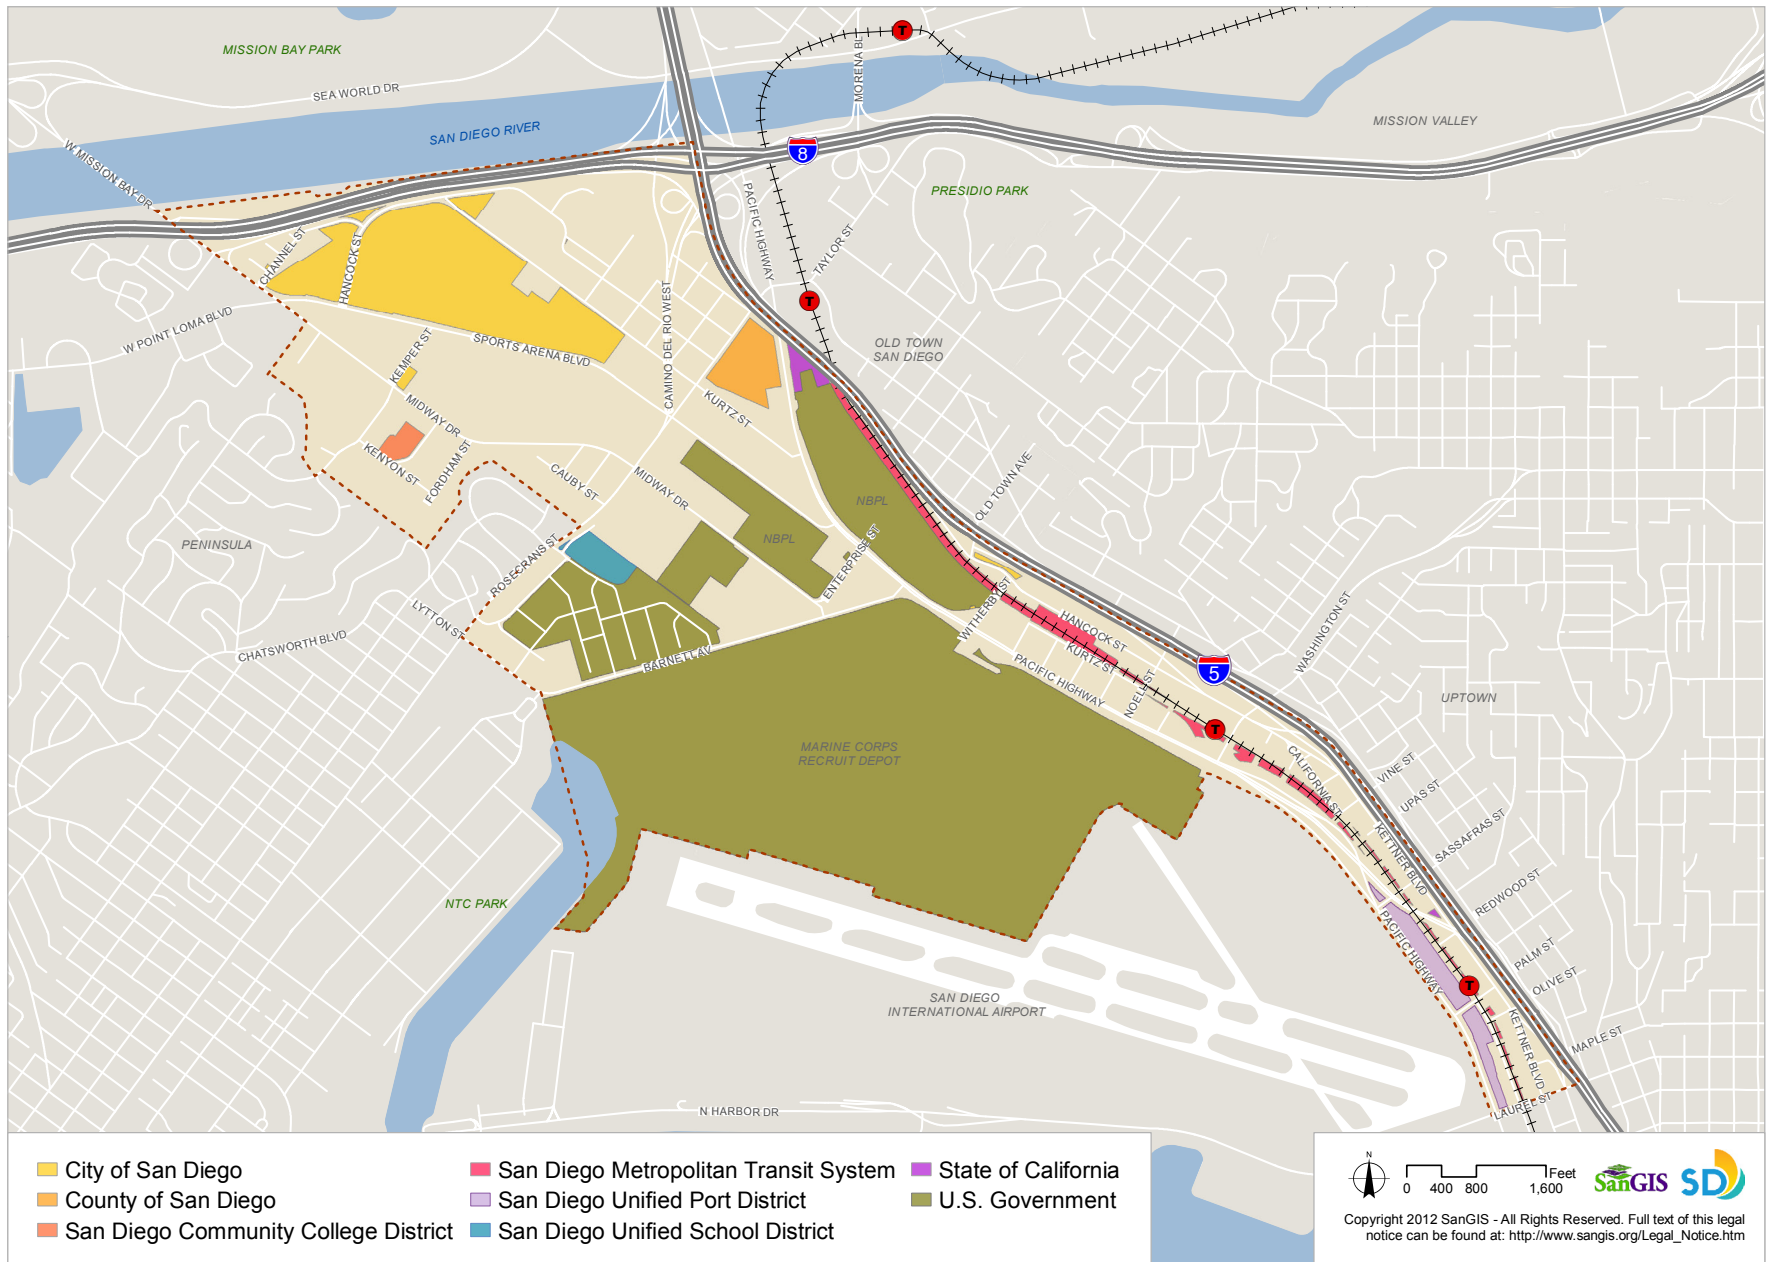 MISSION BAY PARK
SEA WORLD DR
SAN DIEGO RIVER
W MISSION BAY DR
MORENA BL
T
8
MISSION VALLEY
PRESIDIO PARK
PACIFIC HIGHWAY
TAYLOR ST
CHANNEL ST
HANCOCK ST
T
W POINT LOMA BLVD
CAMINO DEL RIO WEST
SPORTS ARENA BLVD
KEMPER ST
OLD TOWN
SAN DIEGO
KURTZ ST
MIDWAY DR
KENYON ST
FORDHAM ST
CAUBY ST
MIDWAY DR
NBPL
NBPL
OLD TOWN AVE
ENTERPRISE ST
PENINSULA
ROSECRANS ST
LYTTON ST
CHATSWORTH BLVD
BARNETT AV
WITHERBY ST
HANCOCK ST
KURTZ ST
PACIFIC HIGHWAY
NOELL ST
WASHINGTON ST
5
UPTOWN
T
MARINE CORPS
RECRUIT DEPOT
CALIFORNIA ST
VINE ST
UPAS ST
SASSAFRAS ST
KETTNER BLVD
REDWOOD ST
NTC PARK
PACIFIC HIGHWAY
PALM ST
OLIVE ST
T
SAN DIEGO
INTERNATIONAL AIRPORT
KETTNER BLVD
MAPLE ST
LAUREL ST
N HARBOR DR
City of San Diego
County of San Diego
San Diego Community College District
San Diego Metropolitan Transit System
San Diego Unified Port District
San Diego Unified School District
State of California
U.S. Government
N
Feet
0 400 800 1,600
SanGIS
SD
Copyright 2012 SanGIS - All Rights Reserved. Full text of this legal
notice can be found at: http://www.sangis.org/Legal_Notice.htm